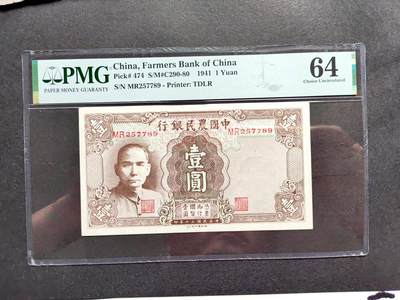 PMG
PAPER MONEY GUARANTY
China, Farmers Bank of China
Pick# 474 S/M#C290-80 1941 1 Yuan
S/N MR257789 - Printer: TDLR
64
Choice Uncirculated
行銀民農國中
MR257789
MR257789
壹
圓